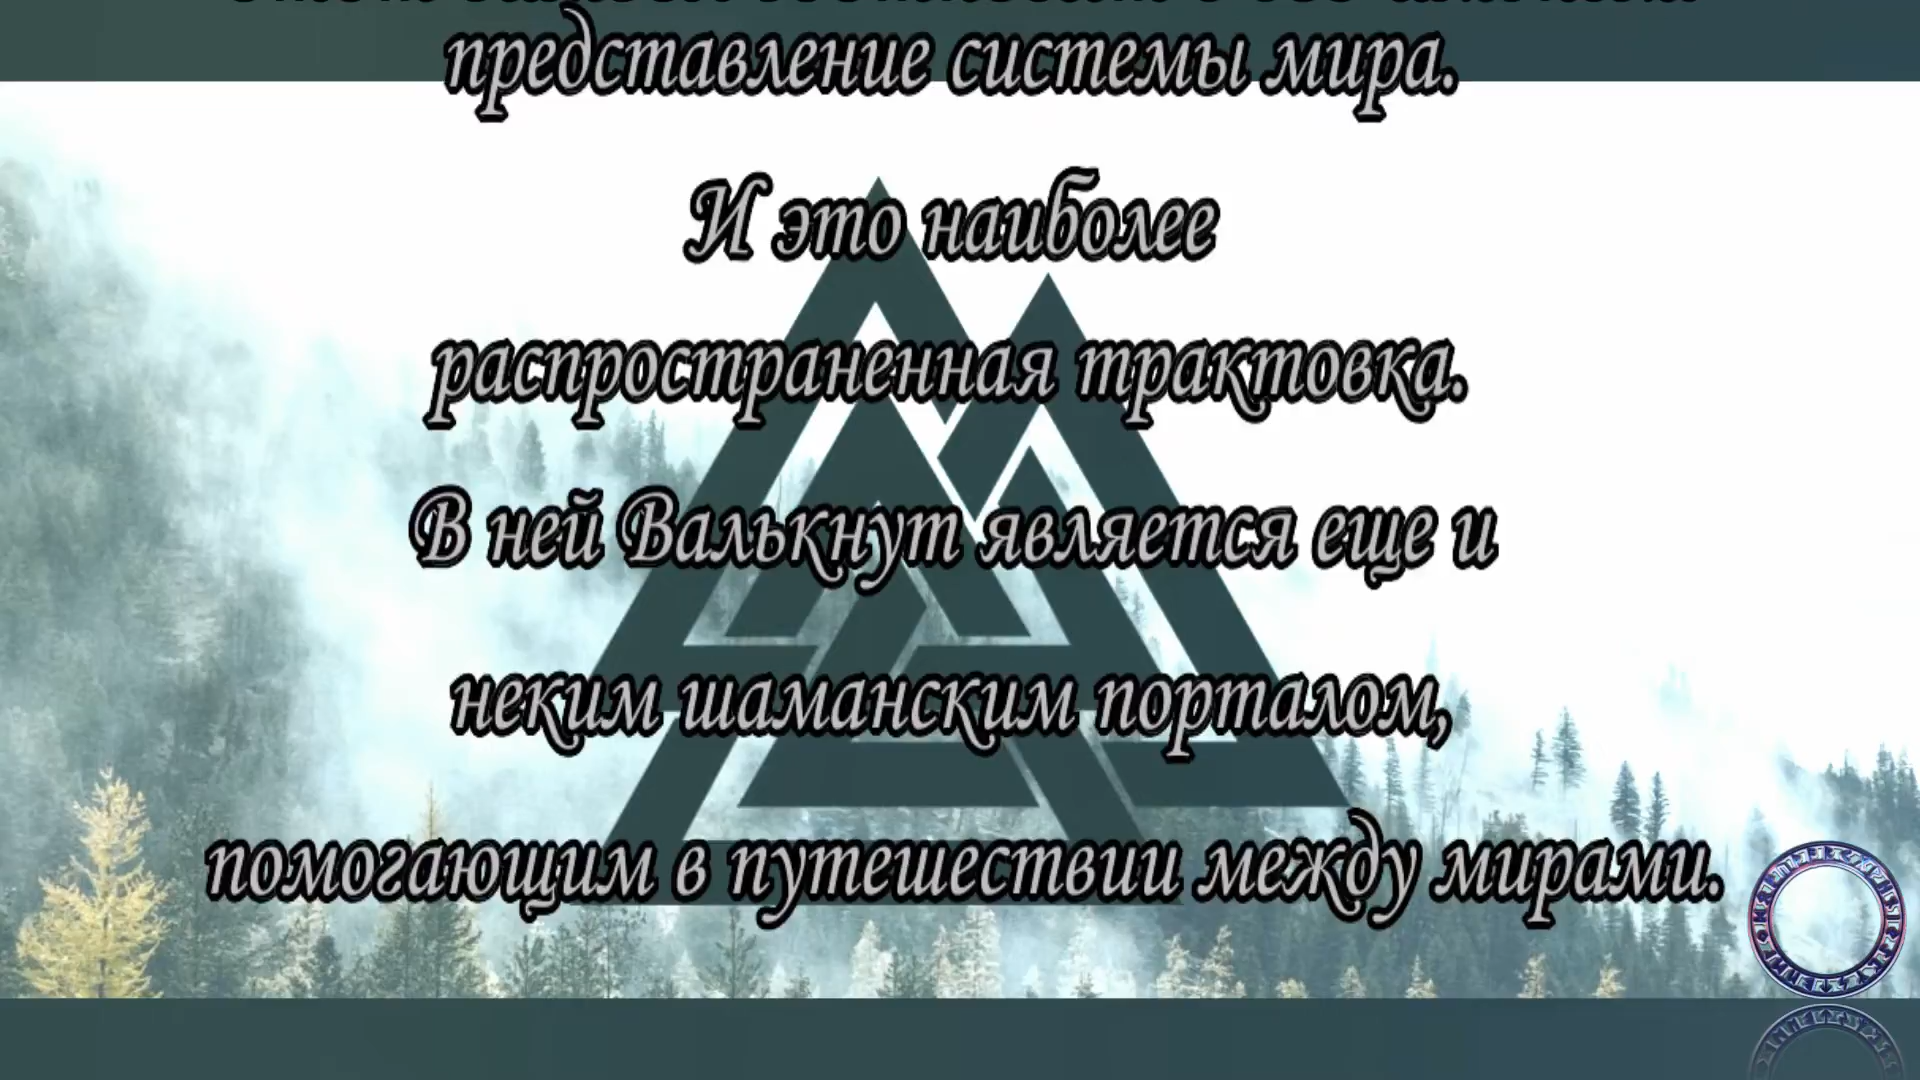 представление системы мира.
И это наиболее
распространенная трактовка.
В ней Валькнут является еще и
неким шаманским порталом,
помогающим в путешествии между мирами.